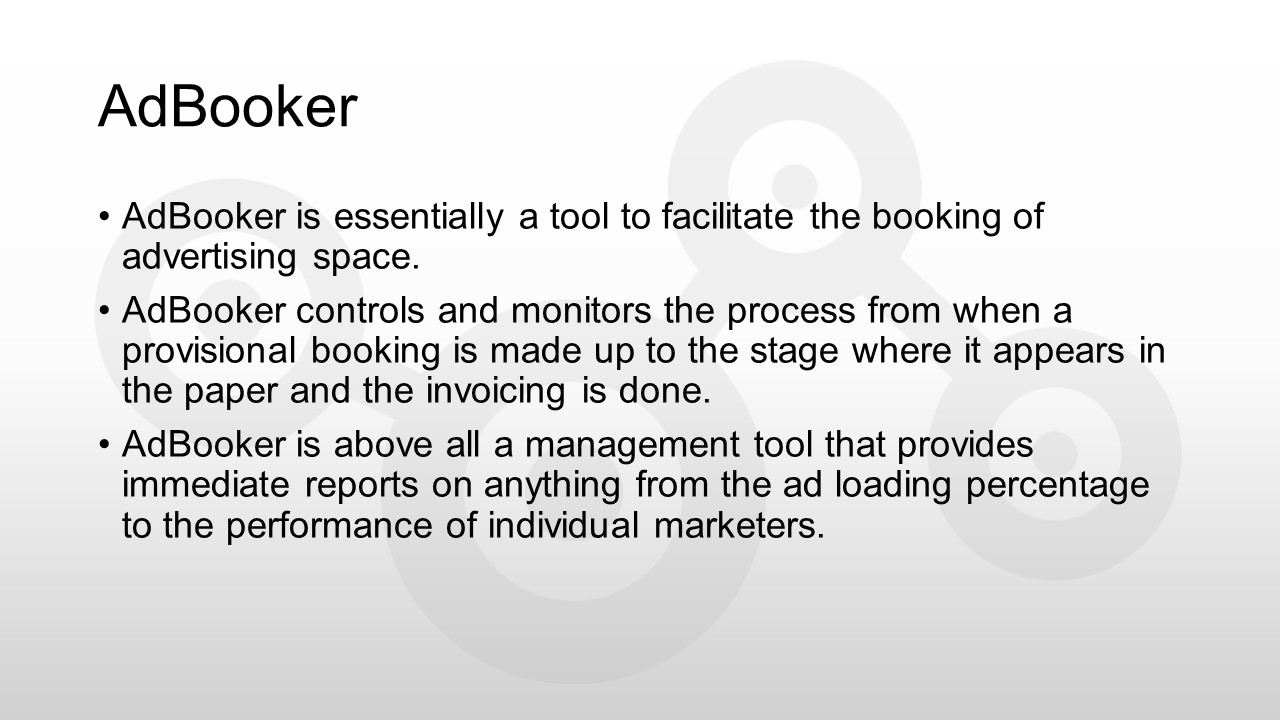 AdBooker
• AdBooker is essentially a tool to facilitate the booking of
advertising space.
• AdBooker controls and monitors the process from when a
provisional booking is made up to the stage where it appears in
the paper and the invoicing is done.
• AdBooker is above all a management tool that provides
immediate reports on anything from the ad loading percentage
to the performance of individual marketers.